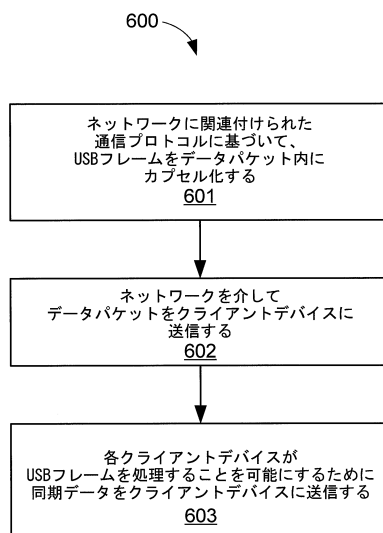 600
ネットワークに関連付けられた
通信プロトコルに基づいて、
USBフレームをデータパケット内に
カプセル化する
601
ネットワークを介して
データパケットをクライアントデバイスに
送信する
602
各クライアントデバイスが
USBフレームを処理することを可能にするために
同期データをクライアントデバイスに送信する
603